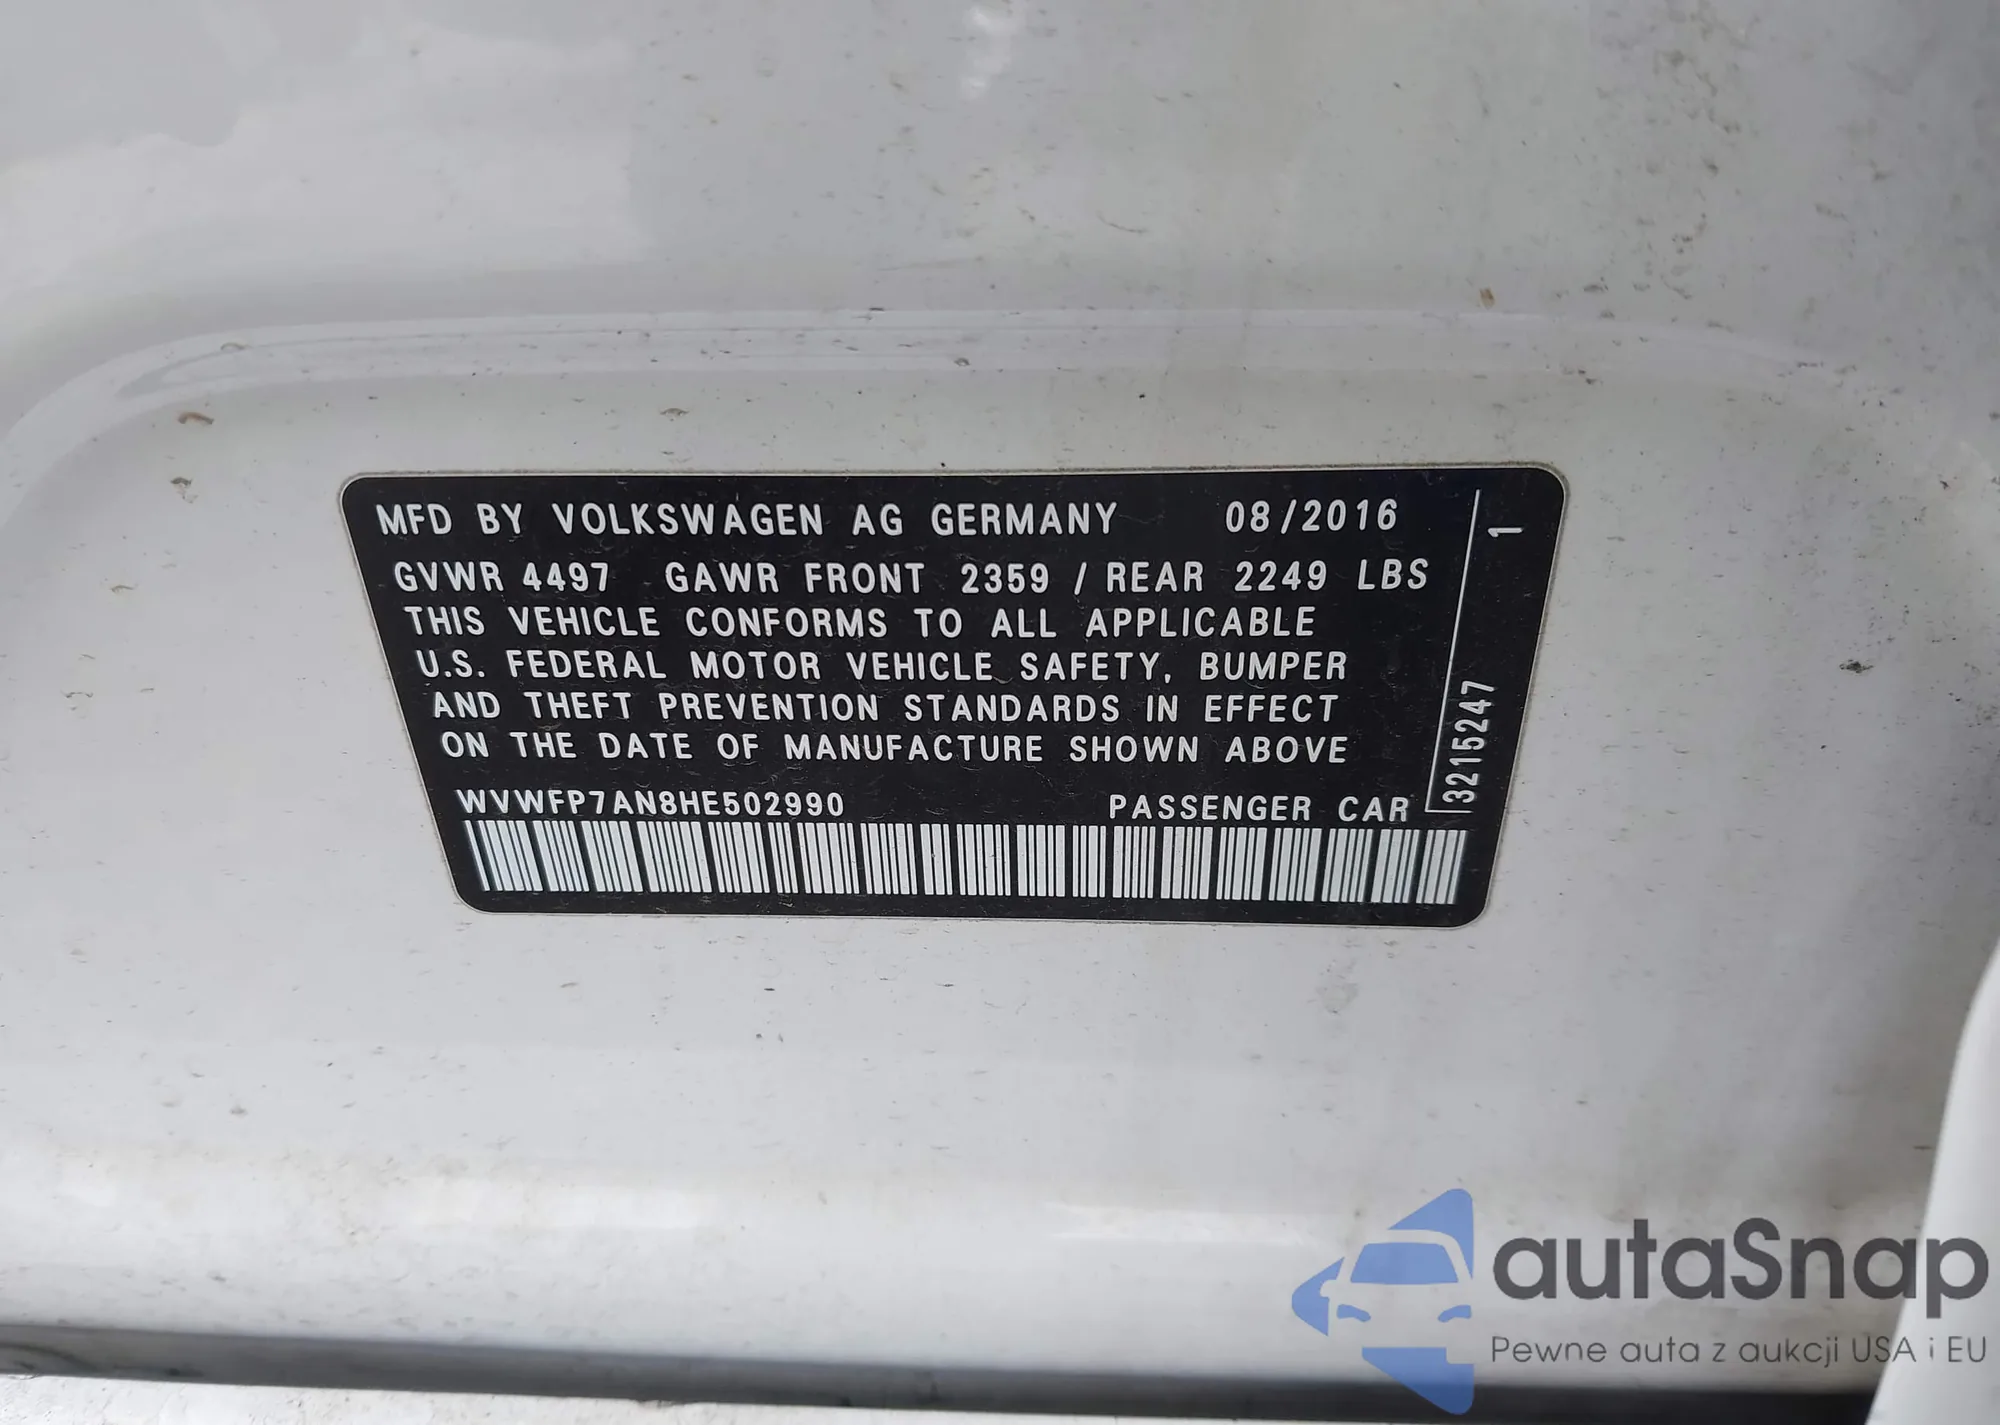 MFD BY VOLKSWAGEN AG GERMANY 08/2016
GVWR 4497 GAWR FRONT 2359 / REAR 2249 LBS
THIS VEHICLE CONFORMS TO ALL APPLICABLE
U.S. FEDERAL MOTOR VEHICLE SAFETY, BUMPER
AND THEFT PREVENTION STANDARDS IN EFFECT
ON THE DATE OF MANUFACTURE SHOWN ABOVE
WVWFP7AN8HE502990 PASSENGER CAR
3215247 1
autaSnap
Pewne auta z aukcji USA i EU